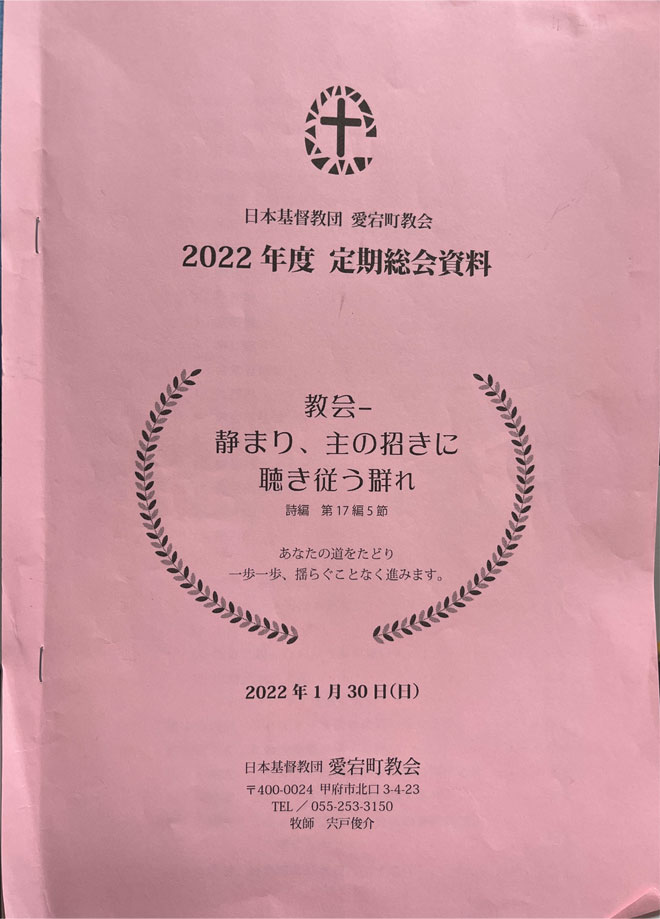 日本基督教団 愛宕町教会
2022 年度 定期総会資料
教会−
静まり、主の招きに
聴き従う群れ
詩編 第17編5節
あなたの道をたどり
一歩一歩、揺らぐことなく進みます。
2022 年 1 月 30 日(日)
日本基督教団 愛宕町教会
〒400-0024 甲府市北口 3-4-23
TEL／055-253-3150
牧師 宍戸俊介